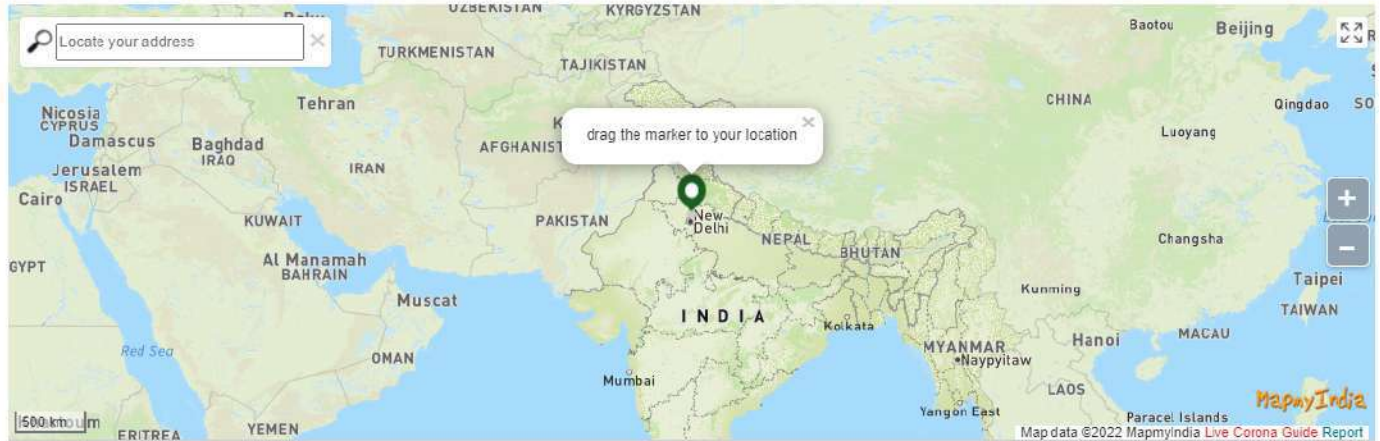 UZBEKISTAN
KYRGYZSTAN
Baotou
Beijing
Locate your address
×
TURKMENISTAN
TAJIKISTAN
Tehran
CHINA
Qingdao
SO
Nicosia
CYPRUS
Damascus
Baghdad
IRAQ
drag the marker to your location
×
Luoyang
AFGHANIST
IRAN
Jerusalem
ISRAEL
Cairo
KUWAIT
PAKISTAN
New
Delhi
+
NEPAL
BHUTAN
Changsha
−
GYPT
Al Manamah
BAHRAIN
Muscat
Kunming
Taipei
TAIWAN
INDIA
Kolkata
Red Sea
OMAN
MYANMAR
Naypyitaw
Hanoi
MACAU
Mumbai
LAOS
MapmyIndia
500 km
um
ERITREA
YEMEN
Yangon East
Paracel Islands
Map data ©2022 MapmyIndia Live Corona Guide Report